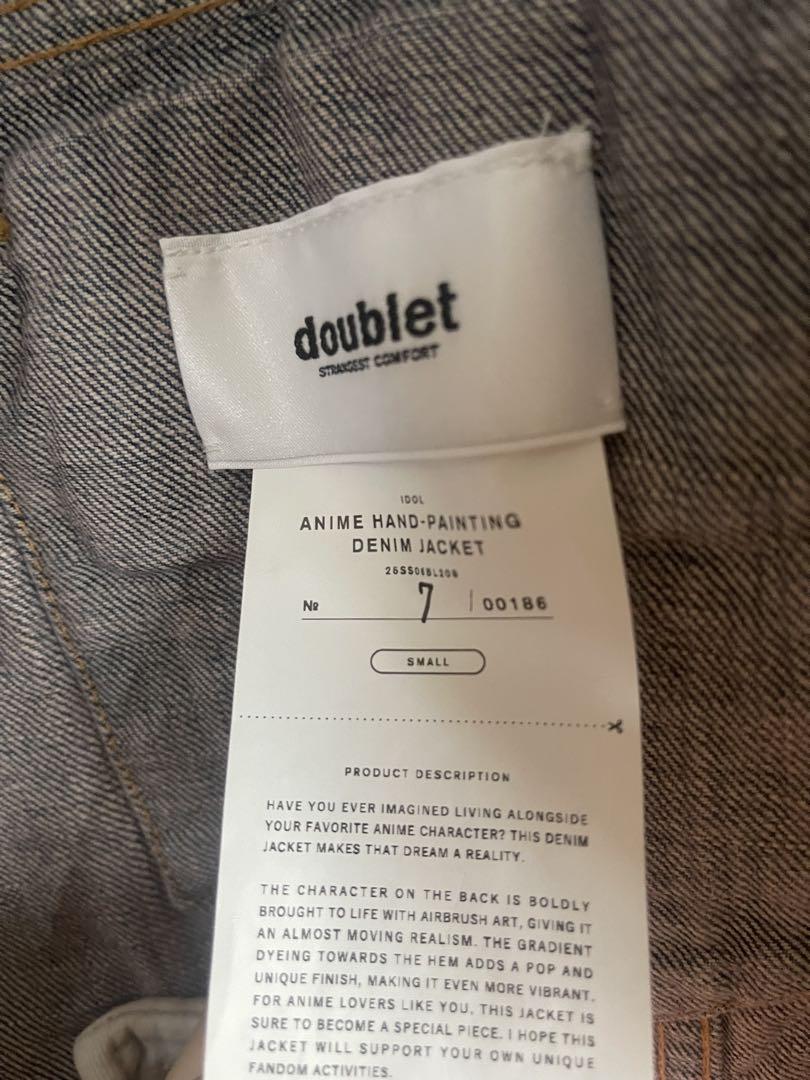 doublet
STRANGEST COMFORT
IDOL
ANIME HAND-PAINTING
DENIM JACKET
№ 7 | 00186
SMALL
PRODUCT DESCRIPTION
HAVE YOU EVER IMAGINED LIVING ALONGSIDE
YOUR FAVORITE ANIME CHARACTER? THIS DENIM
JACKET MAKES THAT DREAM A REALITY.
THE CHARACTER ON THE BACK IS BOLDLY
BROUGHT TO LIFE WITH AIRBRUSH ART, GIVING IT
AN ALMOST MOVING REALISM. THE GRADIENT
DYEING TOWARDS THE HEM ADDS A POP AND
UNIQUE FINISH, MAKING IT EVEN MORE VIBRANT.
FOR ANIME LOVERS LIKE YOU, THIS JACKET IS
SURE TO BECOME A SPECIAL PIECE. I HOPE THIS
JACKET WILL SUPPORT YOUR OWN UNIQUE
FANDOM ACTIVITIES.